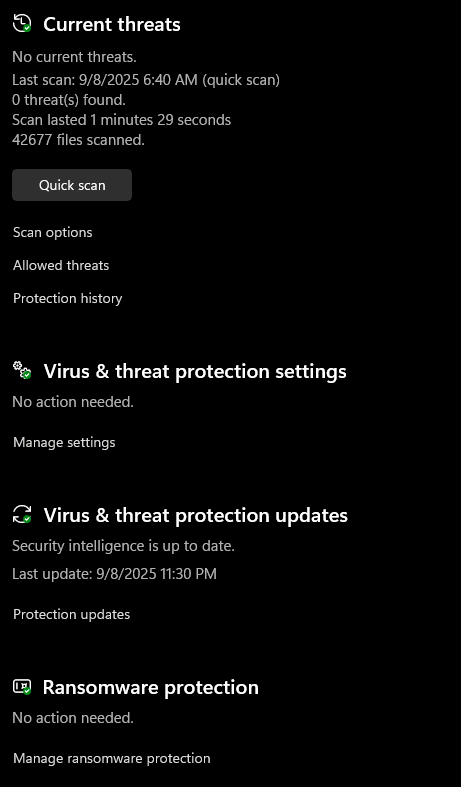 Current threats
No current threats.
Last scan: 9/8/2025 6:40 AM (quick scan)
0 threat(s) found.
Scan lasted 1 minutes 29 seconds
42677 files scanned.
Quick scan
Scan options
Allowed threats
Protection history
Virus & threat protection settings
No action needed.
Manage settings
Virus & threat protection updates
Security intelligence is up to date.
Last update: 9/8/2025 11:30 PM
Protection updates
Ransomware protection
No action needed.
Manage ransomware protection